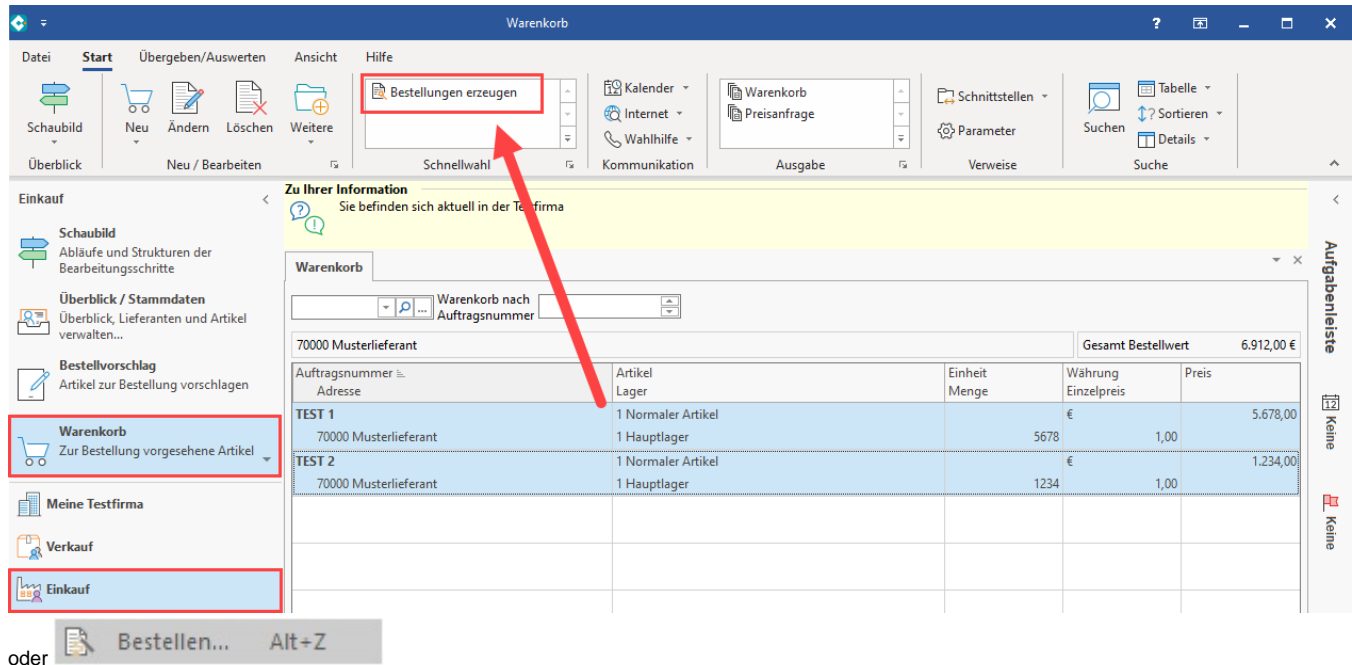 Warenkorb
?
Datei Start Übergeben/Auswerten Ansicht Hilfe
Schaubild
Überblick
Neu Ändern Löschen
Neu / Bearbeiten
Weitere
Bestellungen erzeugen
Schnellwahl
Kalender
Internet
Wahlhilfe
Kommunikation
Warenkorb
Preisanfrage
Ausgabe
Schnittstellen
Parameter
Verweise
Suchen
Tabelle
Sortieren
Details
Suche
Einkauf
Schaubild
Abläufe und Strukturen der
Bearbeitungsschritte
Überblick / Stammdaten
Überblick, Lieferanten und Artikel
verwalten...
Bestellvorschlag
Artikel zur Bestellung vorschlagen
Warenkorb
Zur Bestellung vorgesehene Artikel
Meine Testfirma
Verkauf
Einkauf
Zu Ihrer Information
Sie befinden sich aktuell in der Testfirma
Warenkorb
Warenkorb nach
Auftragsnummer
70000 Musterlieferant Gesamt Bestellwert 6.912,00 €
Auftragsnummer Artikel Einheit Währung Preis
Adresse Lager Menge Einzelpreis
TEST 1 1 Normaler Artikel € 5.678,00
70000 Musterlieferant 1 Hauptlager 5678 1,00
TEST 2 1 Normaler Artikel € 1.234,00
70000 Musterlieferant 1 Hauptlager 1234 1,00
Aufgabenleiste
12 Keine
Keine
oder Bestellen... Alt+Z